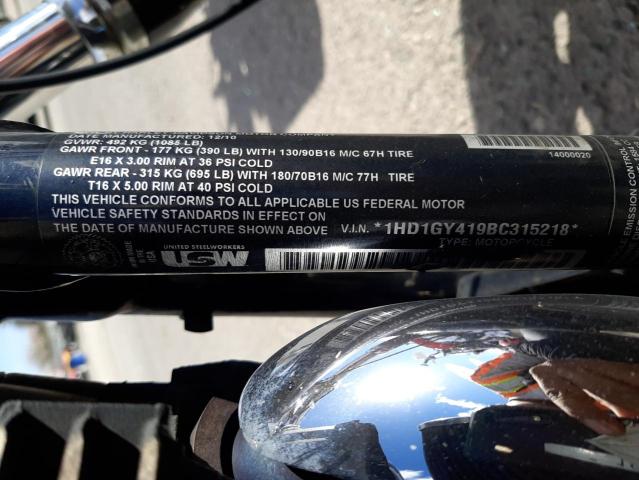 DATE MANUFACTURED: 12/10
GVWR: 492 KG (1085 LB)
GAWR FRONT - 177 KG (390 LB) WITH 130/90B16 M/C 67H TIRE
E16 X 3.00 RIM AT 36 PSI COLD
GAWR REAR - 315 KG (695 LB) WITH 180/70B16 M/C 77H TIRE
T16 X 5.00 RIM AT 40 PSI COLD
THIS VEHICLE CONFORMS TO ALL APPLICABLE US FEDERAL MOTOR
VEHICLE SAFETY STANDARDS IN EFFECT ON
THE DATE OF MANUFACTURE SHOWN ABOVE V.I.N. *1HD1GY419BC315218*
TYPE: MOTORCYCLE
14000020
MADE
IN THE
USA
UNITED STEELWORKERS
USW
EMISSION CONTROL